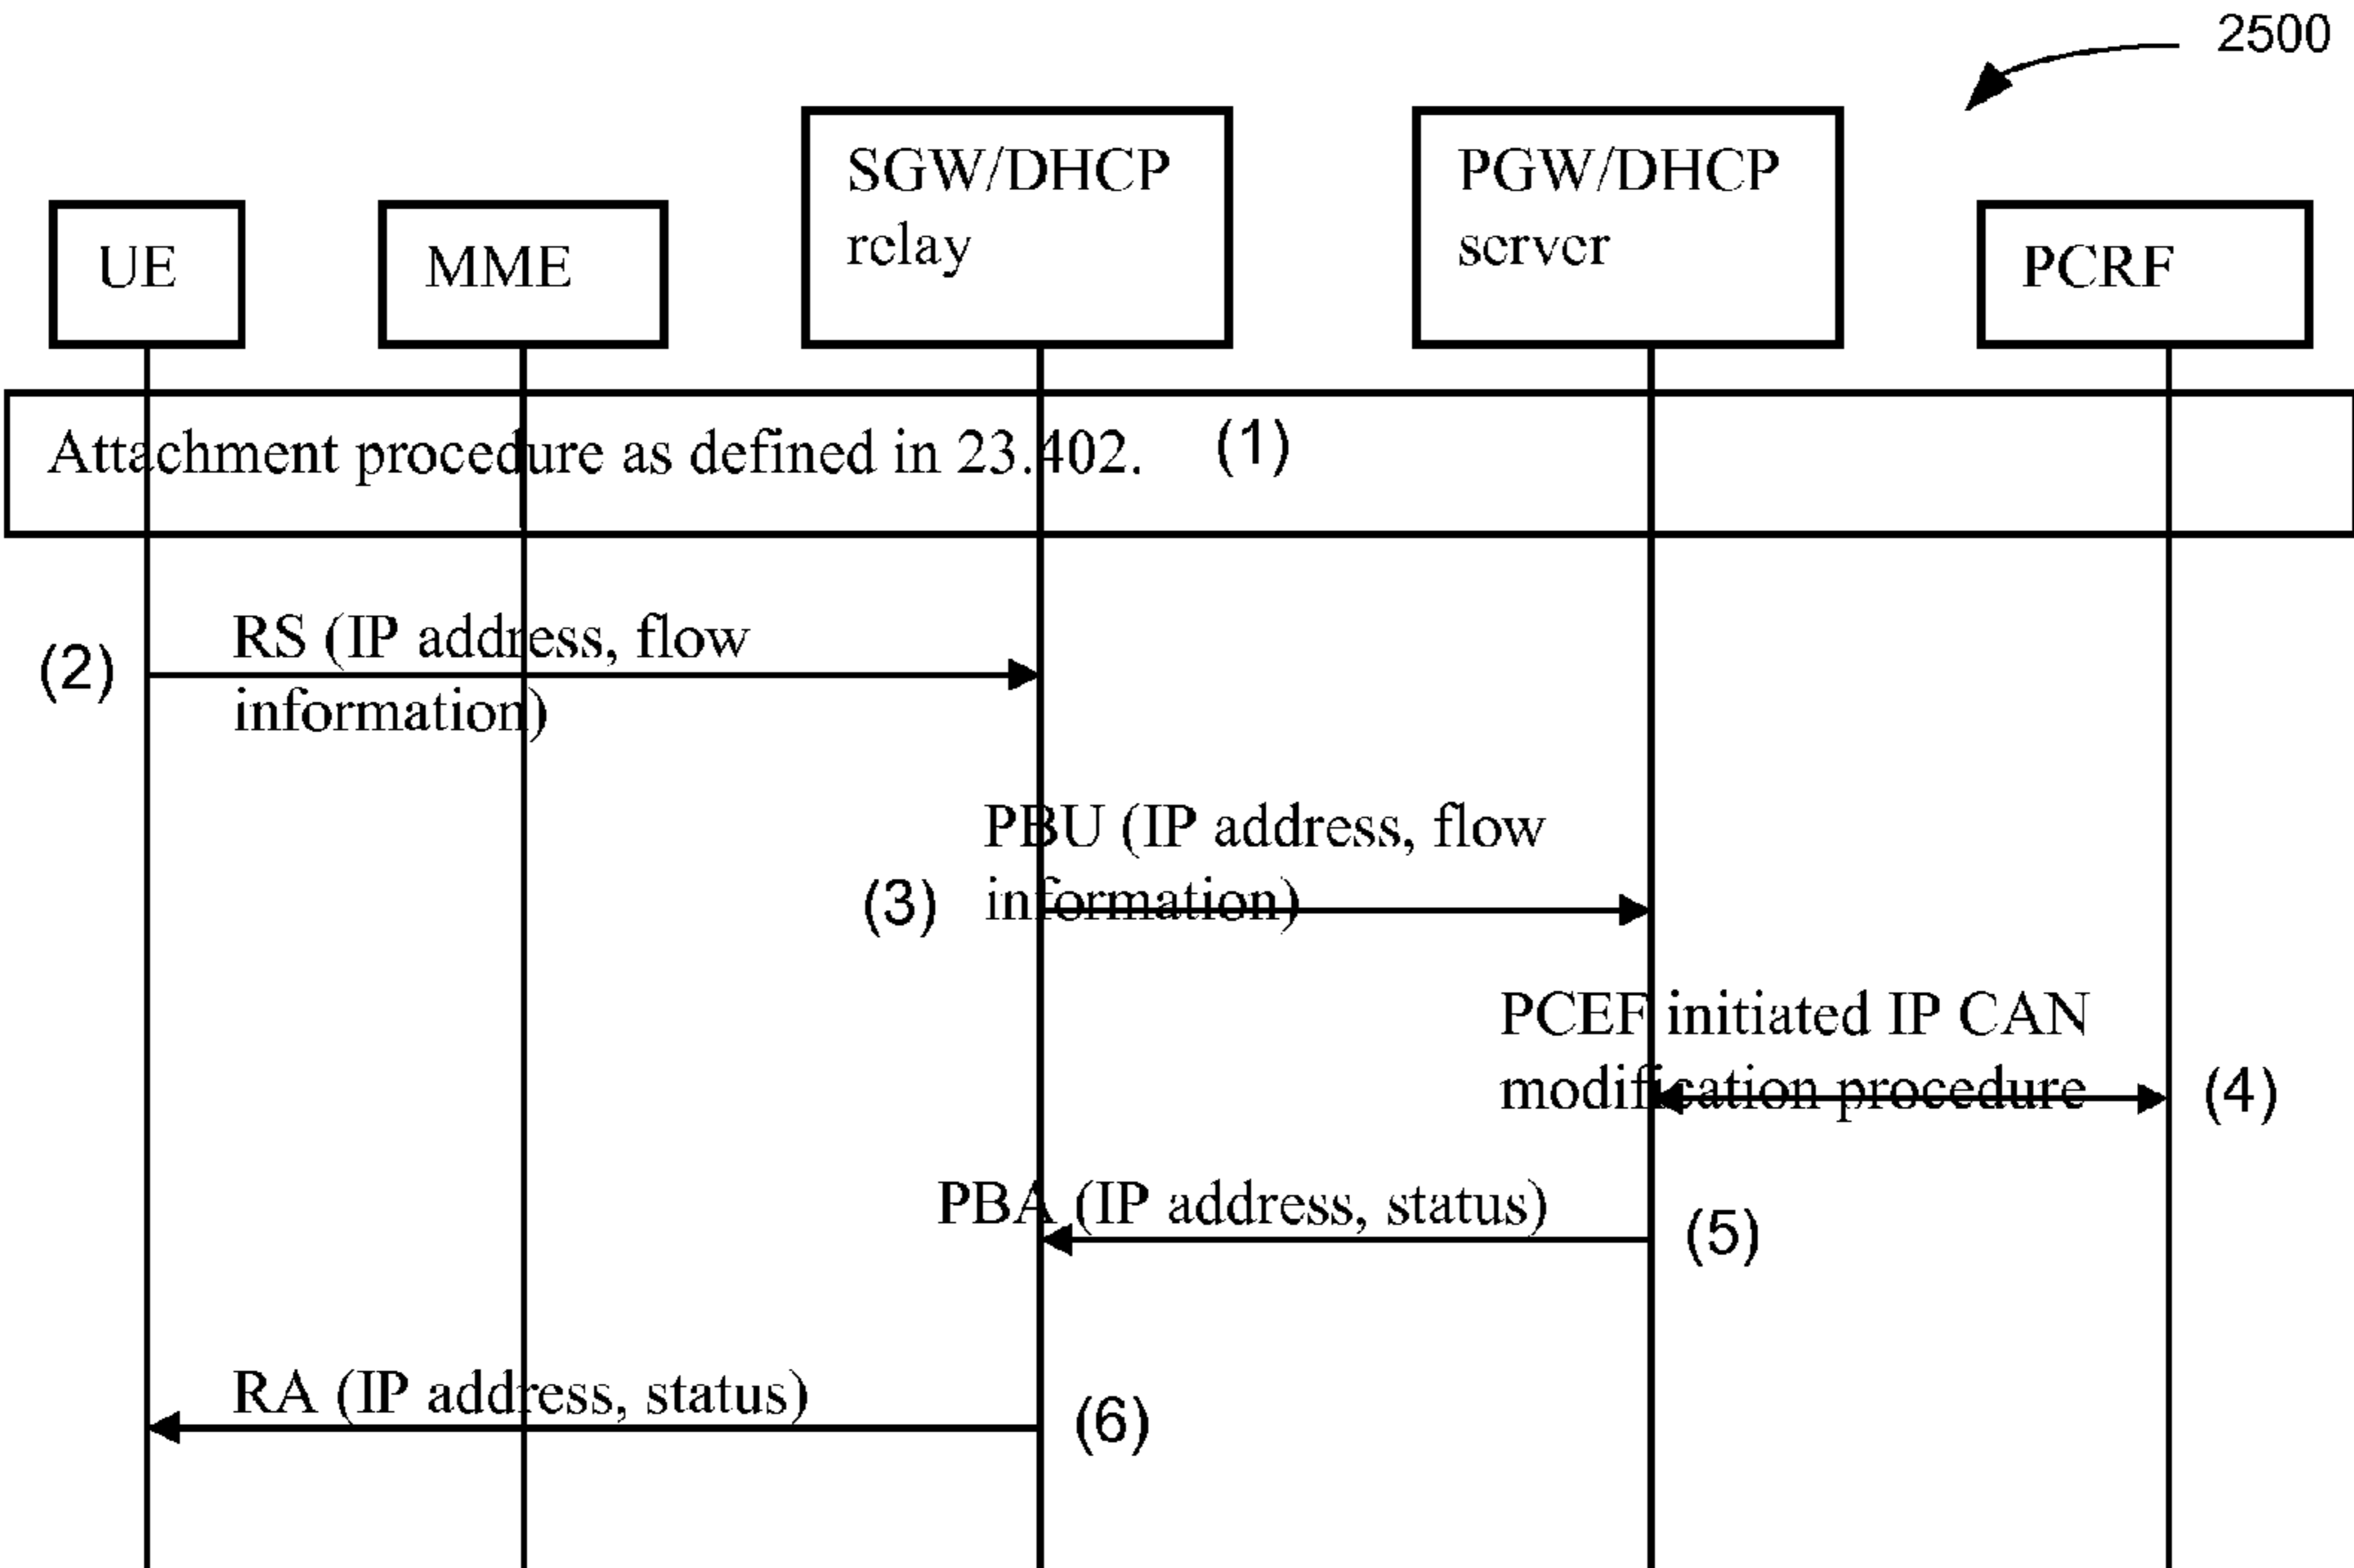 2500
SGW/DHCP
relay
PGW/DHCP
server
UE
MME
PCRF
Attachment procedure as defined in 23.402.
(1)
RS (IP address, flow
information)
(2)
PBU (IP address, flow
information)
(3)
PCEF initiated IP CAN
modification procedure
(4)
PBA (IP address, status)
(5)
RA (IP address, status)
(6)